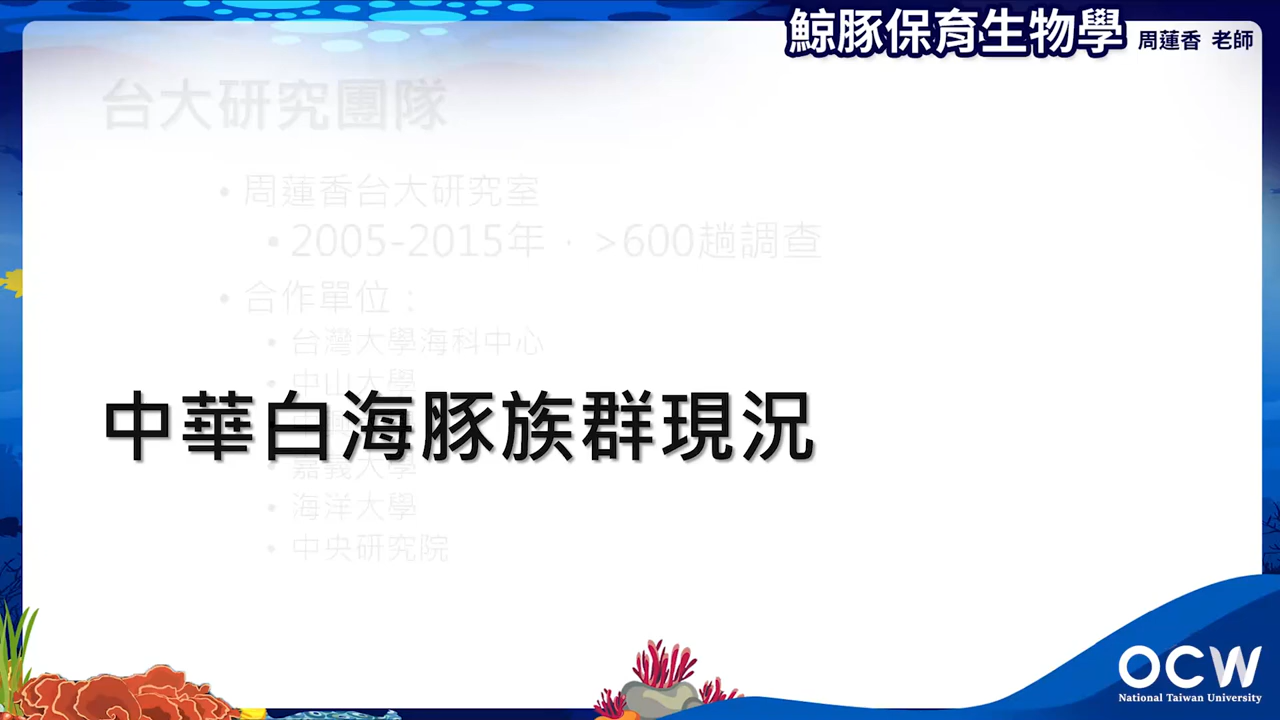 鯨豚保育生物學 周蓮香 老師
台大研究團隊
• 周蓮香台大研究室
• 2005-2015年，>600趟調查
• 合作單位：
• 台灣大學海科中心
• 中山大學
中華白海豚族群現況
• 嘉義大學
• 海洋大學
• 中央研究院
OCW
National Taiwan University